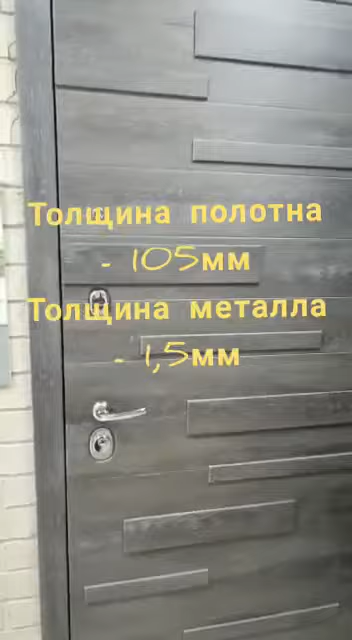 Толщина полотна
- 105мм
Толщина металла
- 1,5мм